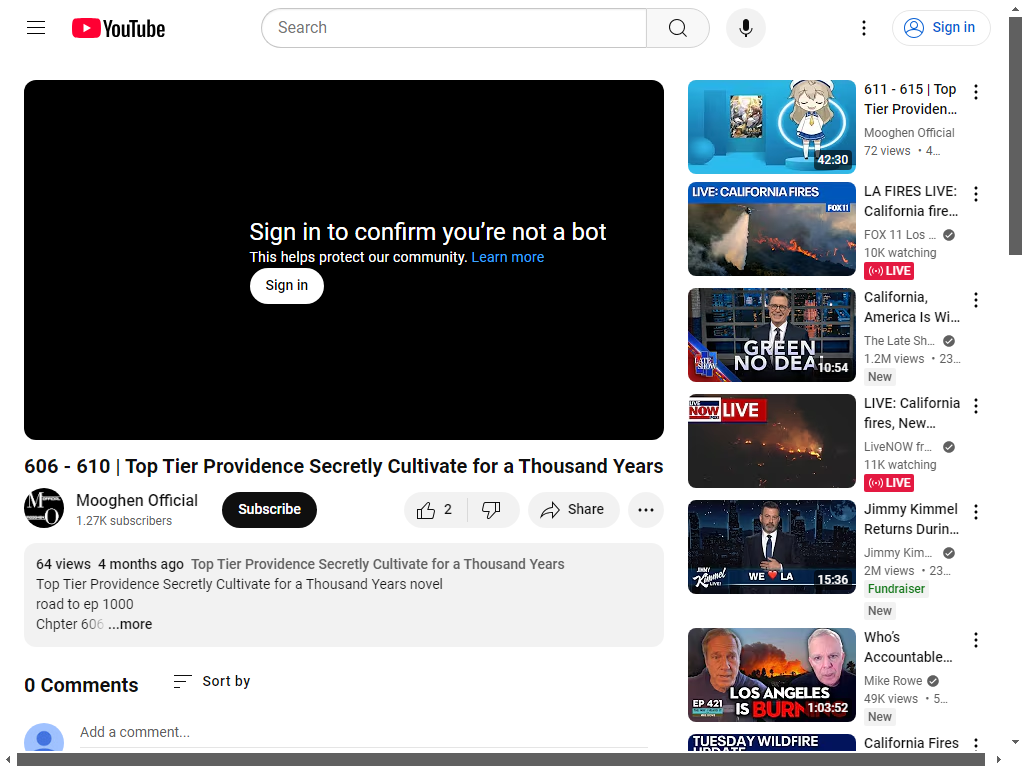 YouTube
Search
Sign in
Sign in to confirm you’re not a bot
This helps protect our community. Learn more
Sign in
606 - 610 | Top Tier Providence Secretly Cultivate for a Thousand Years
Mooghen Official
1.27K subscribers
Subscribe
2
Share
64 views 4 months ago Top Tier Providence Secretly Cultivate for a Thousand Years
Top Tier Providence Secretly Cultivate for a Thousand Years novel
road to ep 1000
Chpter 606 ...more
0 Comments
Sort by
Add a comment...
42:30
611 - 615 | Top
Tier Providen...
Mooghen Official
72 views • 4...
LIVE: CALIFORNIA FIRES
FOX 11
LA FIRES LIVE:
California fire...
FOX 11 Los ...
10K watching
LIVE
LATE SHOW
GREEN
NO DEA
10:54
California,
America Is Wi...
The Late Sh...
1.2M views • 23...
New
LIVE NOW
LIVE
LIVE: California
fires, New...
LiveNOW fr...
11K watching
LIVE
JIMMY KIMMEL LIVE!
WE ❤ LA
15:36
Jimmy Kimmel
Returns Durin...
Jimmy Kim...
2M views • 23...
Fundraiser
New
EP 421
LOS ANGELES
IS BURNING
1:03:52
Who’s
Accountable...
Mike Rowe
49K views • 5...
New
TUESDAY WILDFIRE
UPDATE
California Fires